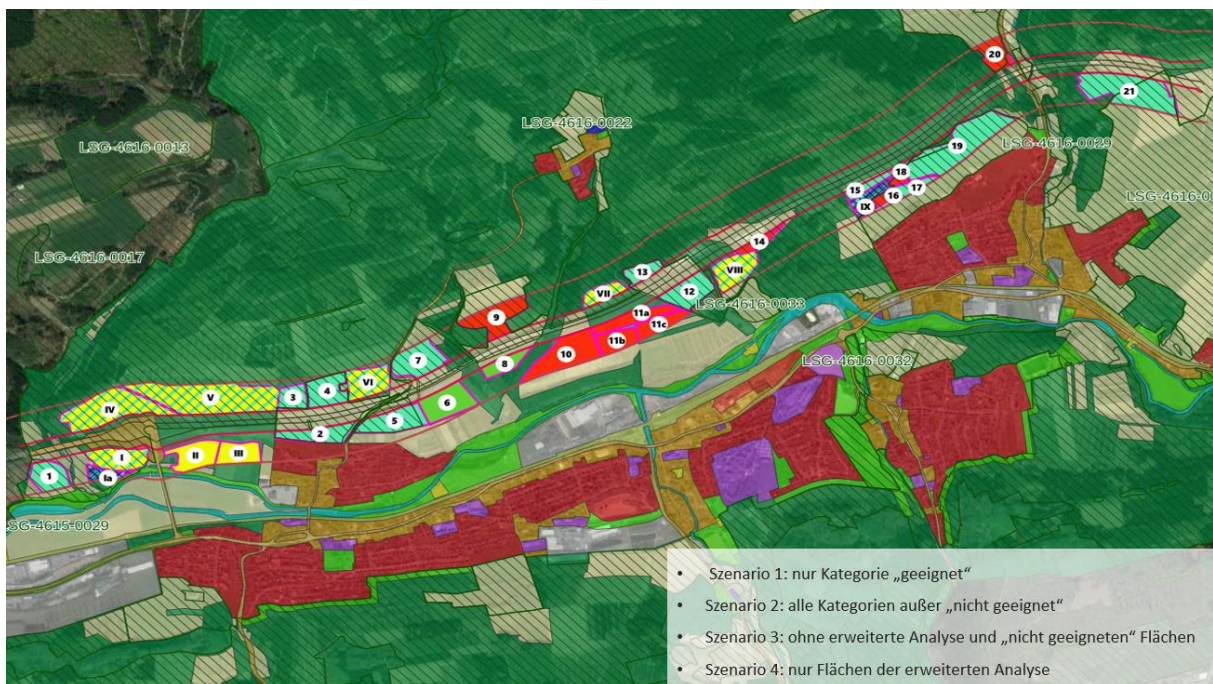 LSG-4616-0013
LSG-4616-0022
20
21
LSG-4616-0029
19
18
15
17
16
IX
LSG-4616-0
LSG-4616-0017
14
VIII
13
VII
12
LSG-4616-0033
9
11a
11c
11b
10
8
7
LSG-4616-0032
VI
4
3
V
IV
6
5
2
I
II
III
Ia
1
LSG-4615-0029
• Szenario 1: nur Kategorie „geeignet“
• Szenario 2: alle Kategorien außer „nicht geeignet“
• Szenario 3: ohne erweiterte Analyse und „nicht geeigneten“ Flächen
• Szenario 4: nur Flächen der erweiterten Analyse